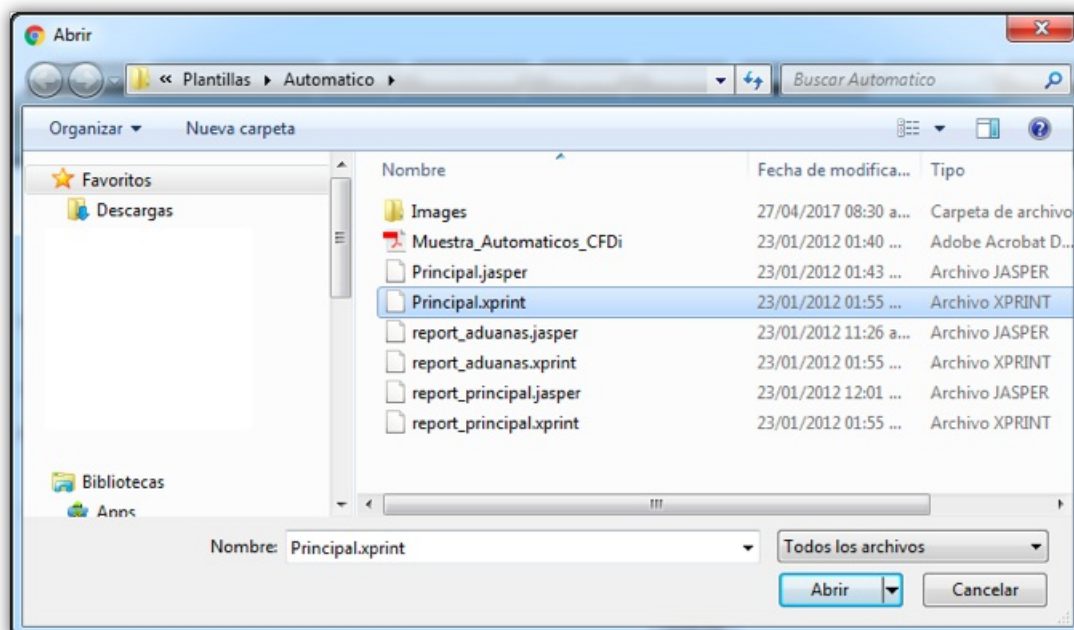 Abrir
« Plantillas ▸ Automatico ▸ Buscar Automatico
Organizar Nueva carpeta
Nombre Fecha de modifica... Tipo
Favoritos
Descargas
Images 27/04/2017 08:30 a... Carpeta de archivo
Muestra_Automaticos_CFDi 23/01/2012 01:40 ... Adobe Acrobat D...
Principal.jasper 23/01/2012 01:43 ... Archivo JASPER
Principal.xprint 23/01/2012 01:55 ... Archivo XPRINT
report_aduanas.jasper 23/01/2012 11:26 a... Archivo JASPER
report_aduanas.xprint 23/01/2012 01:55 ... Archivo XPRINT
report_principal.jasper 23/01/2012 12:01 ... Archivo JASPER
report_principal.xprint 23/01/2012 01:55 ... Archivo XPRINT
Bibliotecas
Apps
Nombre: Principal.xprint Todos los archivos
Abrir Cancelar